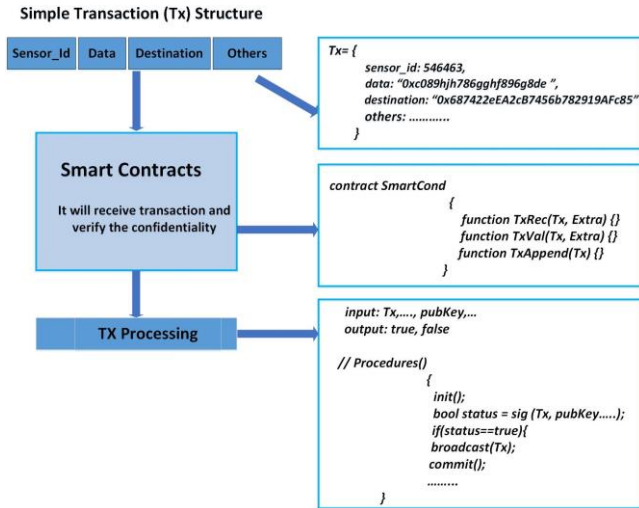 Simple Transaction (Tx) Structure
Sensor_Id Data Destination Others
Tx= {
sensor_id: 546463,
data: “0xc089hjh786gghf896g8de ”,
destination: “0x687422eEA2cB7456b782919AFc85”
others: ………...
}
Smart Contracts
It will receive transaction and
verify the confidentiality
contract SmartCond
{
function TxRec(Tx, Extra) {}
function TxVal(Tx, Extra) {}
function TxAppend(Tx) {}
}
TX Processing
input: Tx,…., pubKey,…
output: true, false
// Procedures()
{
init();
bool status = sig (Tx, pubKey…..);
if(status==true){
broadcast(Tx);
commit();
……...
}